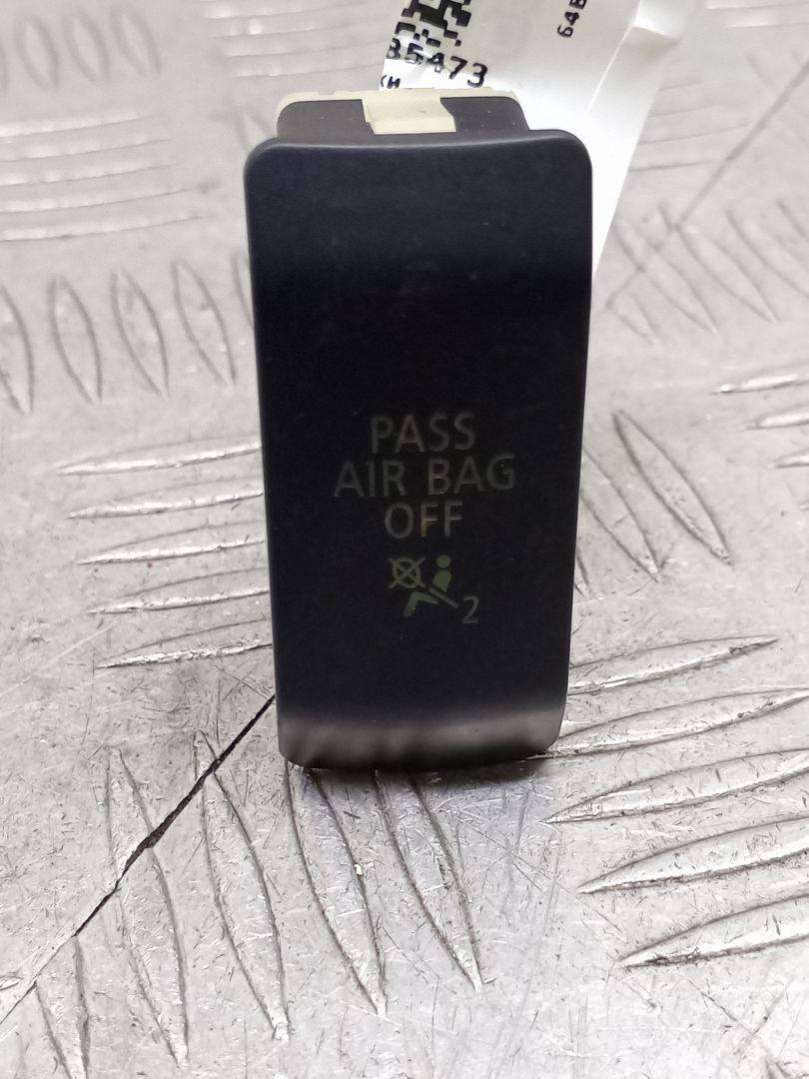 35473
PASS
AIR BAG
OFF
2